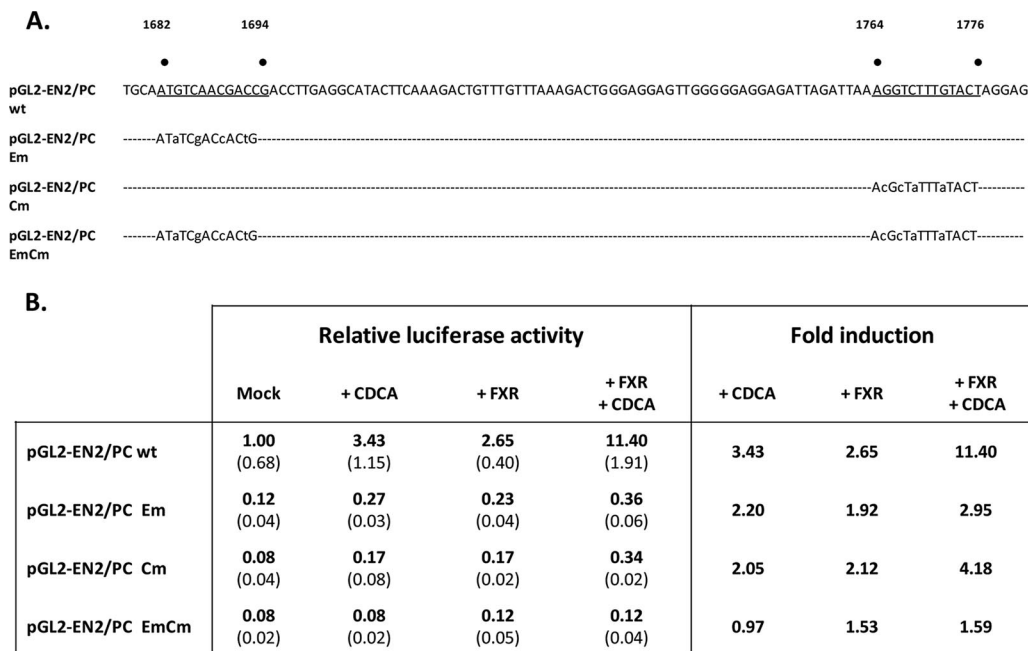 A.
1682 1694 1764 1776
pGL2-EN2/PC TGCAATGTCAACGACCGACCTTGAGGCATACTTCAAAGACTGTTTGTTTAAAGACTGGGAGGAGTTGGGGGAGGAGATTAGATTAAAGGTCTTTGTACTAGGAG
wt
pGL2-EN2/PC -------ATaTCgACcACtG-------
Em
pGL2-EN2/PC -------AcGcTaTTTaTACT----------
Cm
pGL2-EN2/PC -------ATaTCgACcACtG-------AcGcTaTTTaTACT----------
EmCm
B.
Relative luciferase activity Fold induction
+ FXR + FXR
Mock + CDCA + FXR + CDCA + CDCA + FXR + CDCA
pGL2-EN2/PC wt 1.00 3.43 2.65 11.40 3.43 2.65 11.40
(0.68) (1.15) (0.40) (1.91)
pGL2-EN2/PC Em 0.12 0.27 0.23 0.36 2.20 1.92 2.95
(0.04) (0.03) (0.04) (0.06)
pGL2-EN2/PC Cm 0.08 0.17 0.17 0.34 2.05 2.12 4.18
(0.04) (0.08) (0.02) (0.02)
pGL2-EN2/PC EmCm 0.08 0.08 0.12 0.12 0.97 1.53 1.59
(0.02) (0.02) (0.05) (0.04)